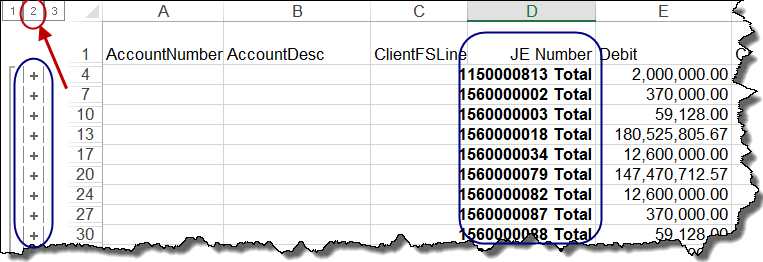 1 2 3 A B C D E
1 AccountNumber AccountDesc ClientFSLine JE Number Debit
4 1150000813 Total 2,000,000.00
7 1560000002 Total 370,000.00
10 1560000003 Total 59,128.00
13 1560000018 Total 180,525,805.67
17 1560000034 Total 12,600,000.00
20 1560000079 Total 147,470,712.57
24 1560000082 Total 12,600,000.00
27 1560000087 Total 370,000.00
30 1560000088 Total 59,128.00